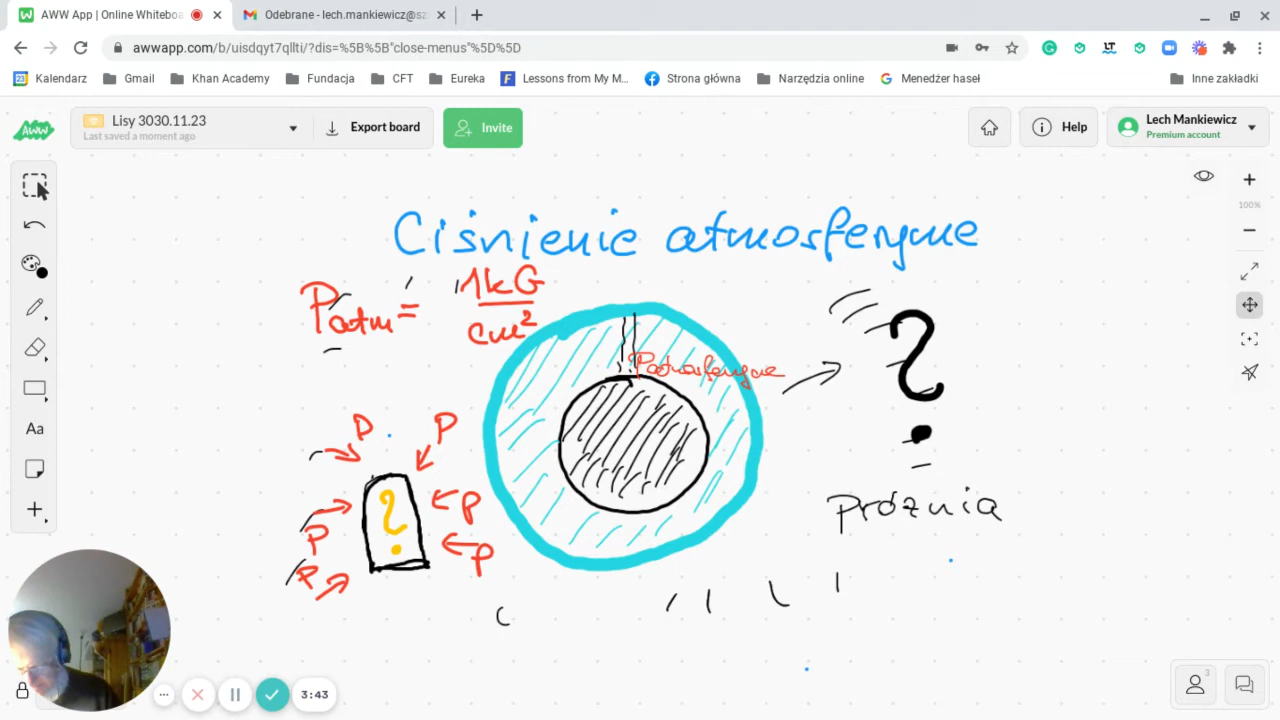 AWW App | Online Whiteboa
Odebrane - lech.mankiewicz@sz
awwapp.com/b/uisdqyt7qllti/?dis=%5B%5B"close-menus"%5D%5D
Kalendarz
Gmail
Khan Academy
Fundacja
CFT
Eureka
Lessons from My M...
Strona główna
Narzędzia online
Menedżer haseł
Inne zakładki
AWW
Lisy 3030.11.23
Last saved a moment ago
Export board
Invite
Help
Lech Mankiewicz
Premium account
100%
Aa
Ciśnienie atmosferyczne
Patm = 1kG
cm²
Patmosferyczne
?
P P
? P
P P
P
Próżnia
3:43
3